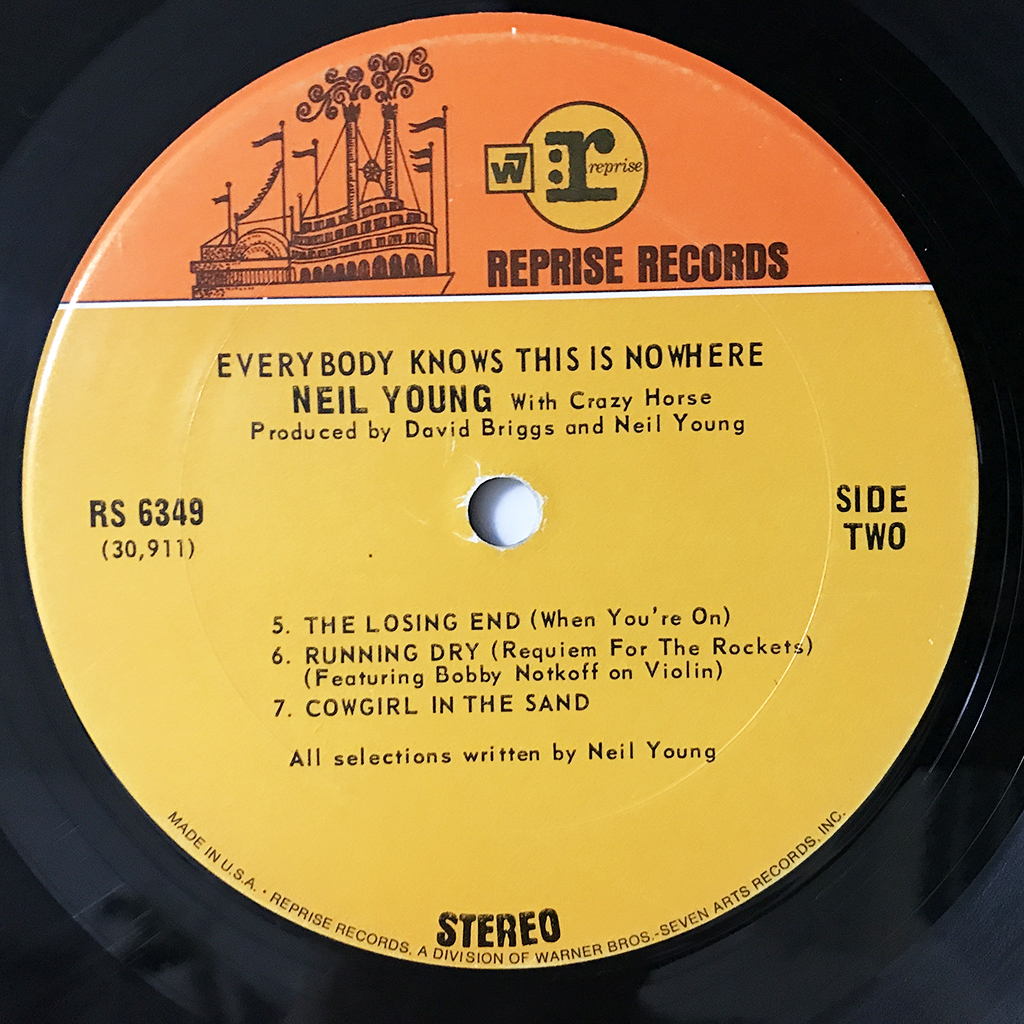 W7
r reprise
REPRISE RECORDS
EVERYBODY KNOWS THIS IS NOWHERE
NEIL YOUNG With Crazy Horse
Produced by David Briggs and Neil Young
RS 6349
(30,911)
SIDE
TWO
5. THE LOSING END (When You're On)
6. RUNNING DRY (Requiem For The Rockets)
(Featuring Bobby Notkoff on Violin)
7. COWGIRL IN THE SAND
All selections written by Neil Young
STEREO
MADE IN U.S.A. • REPRISE RECORDS, A DIVISION OF WARNER BROS.-SEVEN ARTS RECORDS, INC.